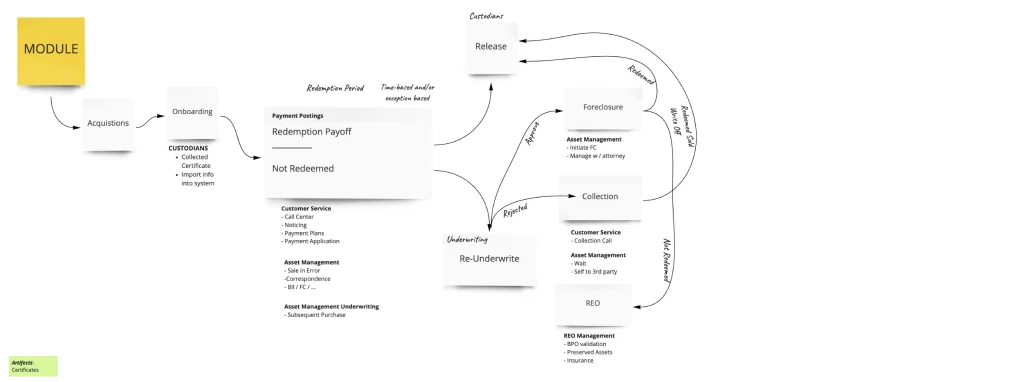 MODULE
Acquistions
Onboarding
CUSTODIANS
• Collected
Certificate
• Import info
into system
Redemption Period
Time-based and/or
exception based
Payment Postings
Redemption Payoff
Not Redeemed
Customer Service
- Call Center
- Noticing
- Payment Plans
- Payment Application
Asset Management
- Sale in Error
-Correspondence
- BII / FC / ...
Asset Management Underwriting
- Subsequent Purchase
Custodians
Release
Underwriting
Re-Underwrite
Approve
Rejected
Foreclosure
Asset Management
- Initiate FC
- Manage w / attorney
Redeemed
Redeemed Sold
Write Off
Collection
Customer Service
- Collection Call
Asset Management
- Wait
- Self to 3rd party
Not Redeemed
REO
REO Management
- BPO validation
- Preserved Assets
- Insurance
Artifects:
Certificates